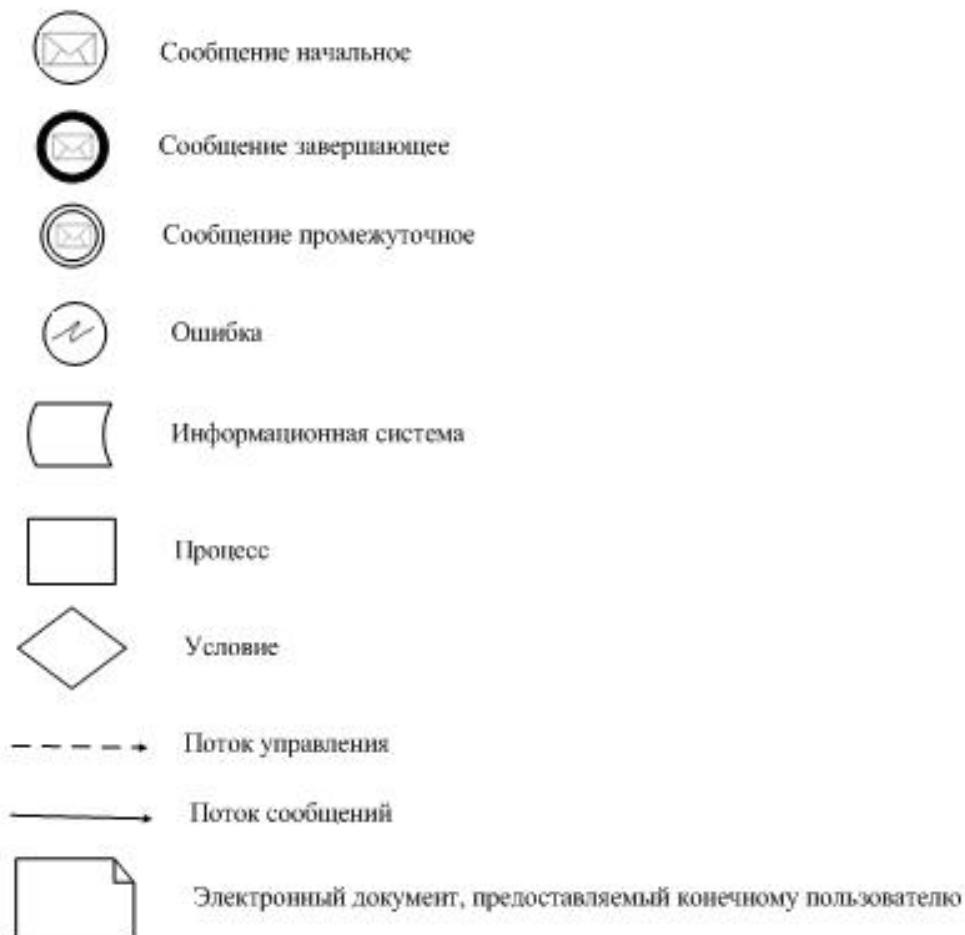 Сообщение начальное
Сообщение завершающее
Сообщение промежуточное
Ошибка
Информационная система
Процесс
Условие
Поток управления
Поток сообщений
Электронный документ, предоставляемый конечному пользователю